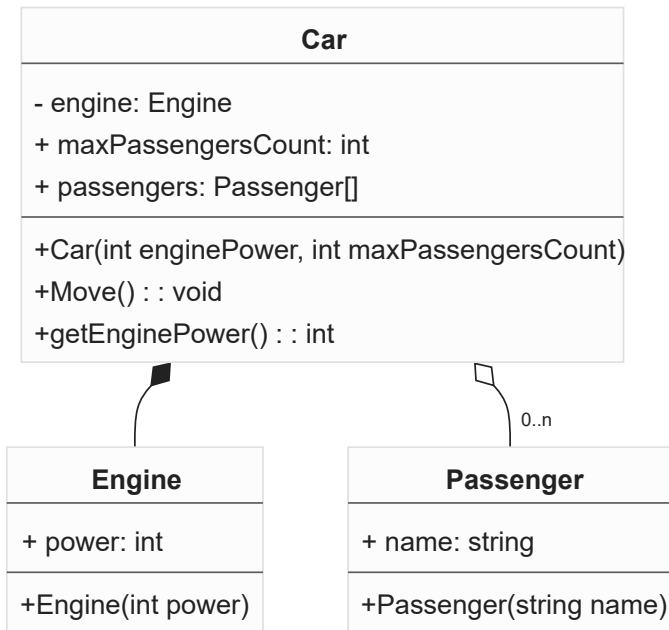 Car
- engine: Engine
+ maxPassengersCount: int
+ passengers: Passenger[]
+Car(int enginePower, int maxPassengersCount)
+Move() : : void
+getEnginePower() : : int
0..n
Engine
+ power: int
+Engine(int power)
Passenger
+ name: string
+Passenger(string name)